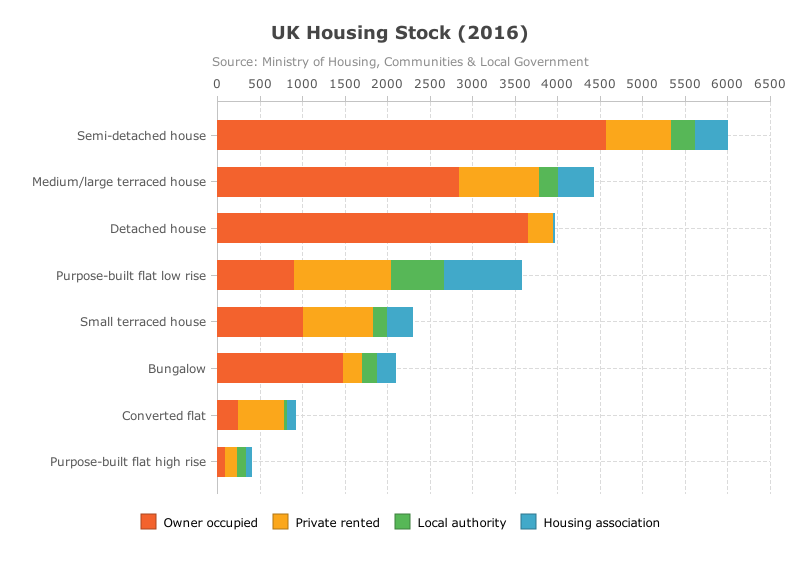 UK Housing Stock (2016)
Source: Ministry of Housing, Communities & Local Government
0 500 1000 1500 2000 2500 3000 3500 4000 4500 5000 5500 6000 6500
Semi-detached house
Medium/large terraced house
Detached house
Purpose-built flat low rise
Small terraced house
Bungalow
Converted flat
Purpose-built flat high rise
Owner occupied Private rented Local authority Housing association